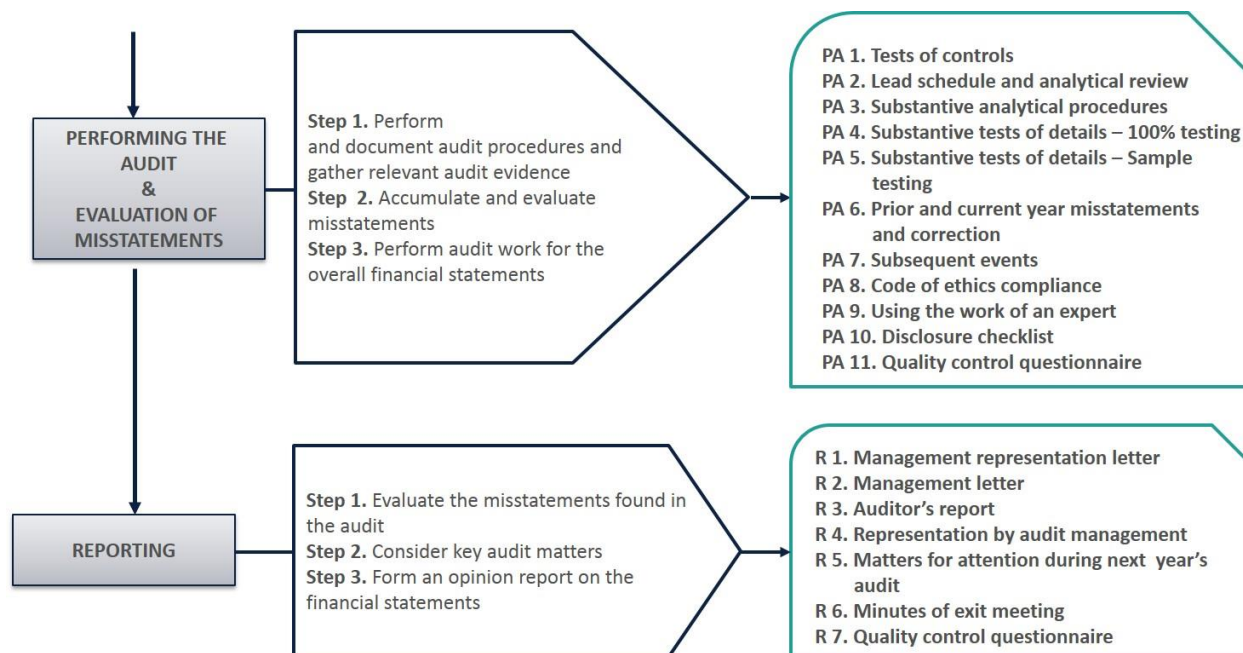 PERFORMING THE
AUDIT
&
EVALUATION OF
MISSTATEMENTS
Step 1. Perform
and document audit procedures and
gather relevant audit evidence
Step 2. Accumulate and evaluate
misstatements
Step 3. Perform audit work for the
overall financial statements
PA 1. Tests of controls
PA 2. Lead schedule and analytical review
PA 3. Substantive analytical procedures
PA 4. Substantive tests of details – 100% testing
PA 5. Substantive tests of details – Sample
testing
PA 6. Prior and current year misstatements
and correction
PA 7. Subsequent events
PA 8. Code of ethics compliance
PA 9. Using the work of an expert
PA 10. Disclosure checklist
PA 11. Quality control questionnaire
REPORTING
Step 1. Evaluate the misstatements found in
the audit
Step 2. Consider key audit matters
Step 3. Form an opinion report on the
financial statements
R 1. Management representation letter
R 2. Management letter
R 3. Auditor’s report
R 4. Representation by audit management
R 5. Matters for attention during next year’s
audit
R 6. Minutes of exit meeting
R 7. Quality control questionnaire